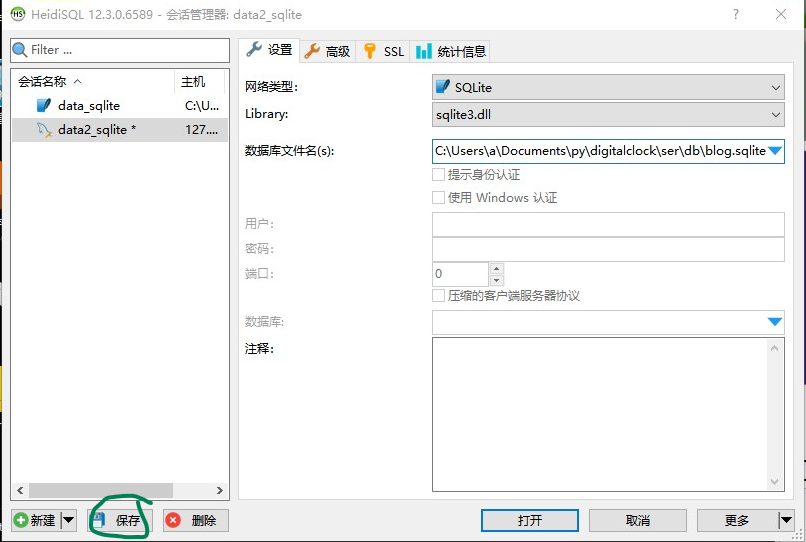 HeidiSQL 12.3.0.6589 - 会话管理器: data2_sqlite
Filter ...
会话名称 主机
data_sqlite C:\U...
data2_sqlite * 127....
设置 高级 SSL 统计信息
网络类型: SQLite
Library: sqlite3.dll
数据库文件名(s): C:\Users\a\Documents\py\digitalclock\ser\db\blog.sqlite
提示身份认证
使用 Windows 认证
用户:
密码:
端口: 0
压缩的客户端服务器协议
数据库:
注释:
新建 保存 删除 打开 取消 更多